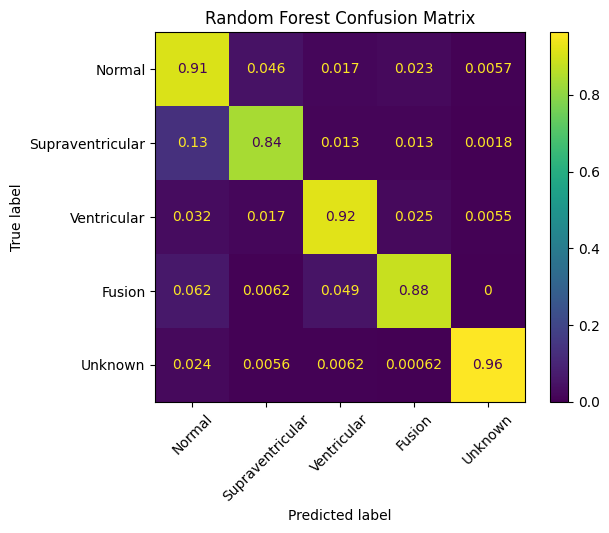 Random Forest Confusion Matrix
True label
Normal 0.91 0.046 0.017 0.023 0.0057
Supraventricular 0.13 0.84 0.013 0.013 0.0018
Ventricular 0.032 0.017 0.92 0.025 0.0055
Fusion 0.062 0.0062 0.049 0.88 0
Unknown 0.024 0.0056 0.0062 0.00062 0.96
Normal Supraventricular Ventricular Fusion Unknown
Predicted label
0.8
0.6
0.4
0.2
0.0